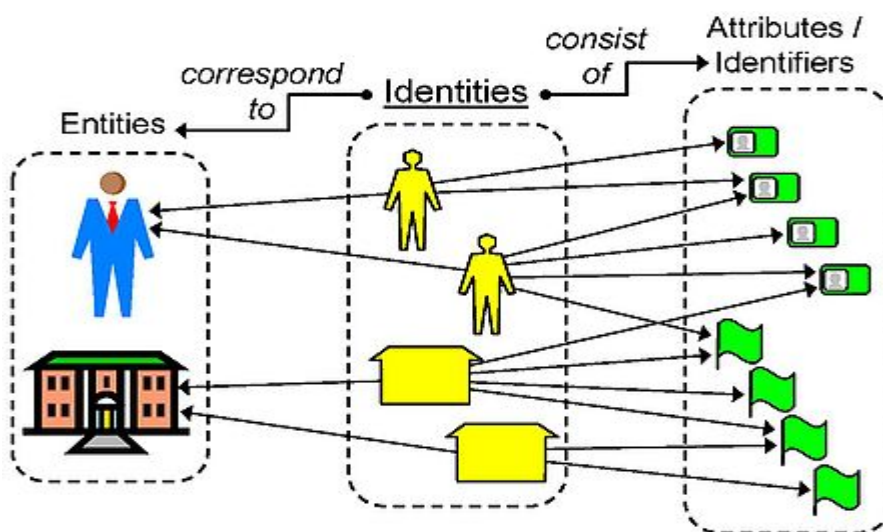 Entities
correspond
to
Identities
consist
of
Attributes /
Identifiers